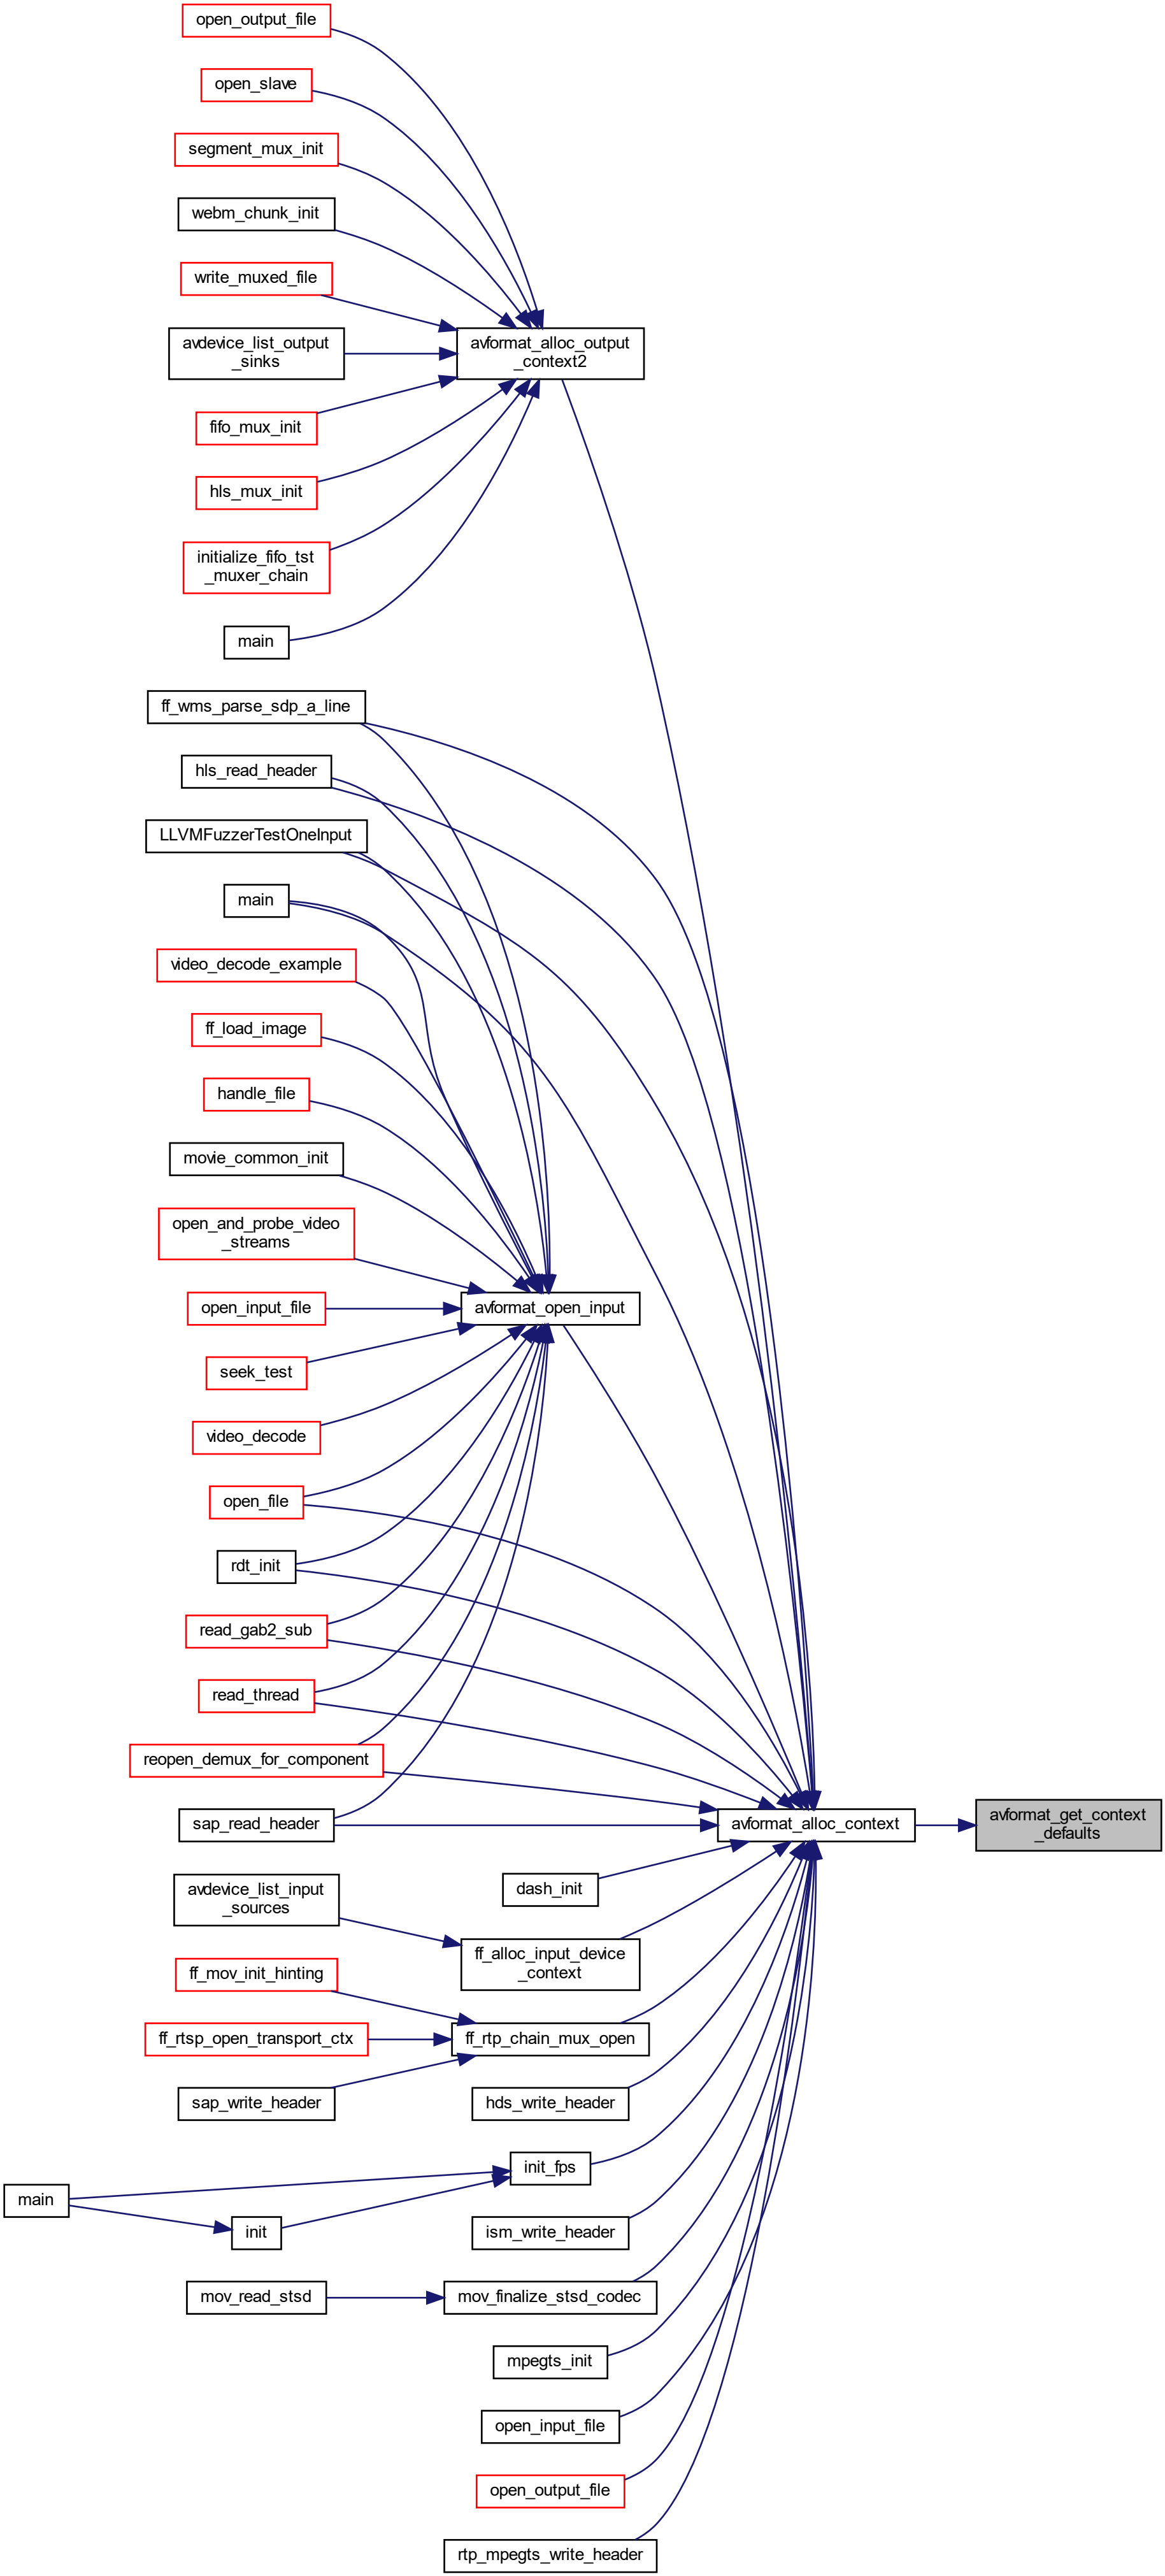 open_output_file
open_slave
segment_mux_init
webm_chunk_init
write_muxed_file
avdevice_list_output
_sinks
avformat_alloc_output
_context2
fifo_mux_init
hls_mux_init
initialize_fifo_tst
_muxer_chain
main
ff_wms_parse_sdp_a_line
hls_read_header
LLVMFuzzerTestOneInput
main
video_decode_example
ff_load_image
handle_file
movie_common_init
open_and_probe_video
_streams
open_input_file
avformat_open_input
seek_test
video_decode
open_file
rdt_init
read_gab2_sub
read_thread
reopen_demux_for_component
sap_read_header
avformat_alloc_context
avformat_get_context
_defaults
dash_init
avdevice_list_input
_sources
ff_alloc_input_device
_context
ff_mov_init_hinting
ff_rtsp_open_transport_ctx
ff_rtp_chain_mux_open
sap_write_header
hds_write_header
init_fps
main
init
ism_write_header
mov_read_stsd
mov_finalize_stsd_codec
mpegts_init
open_input_file
open_output_file
rtp_mpegts_write_header